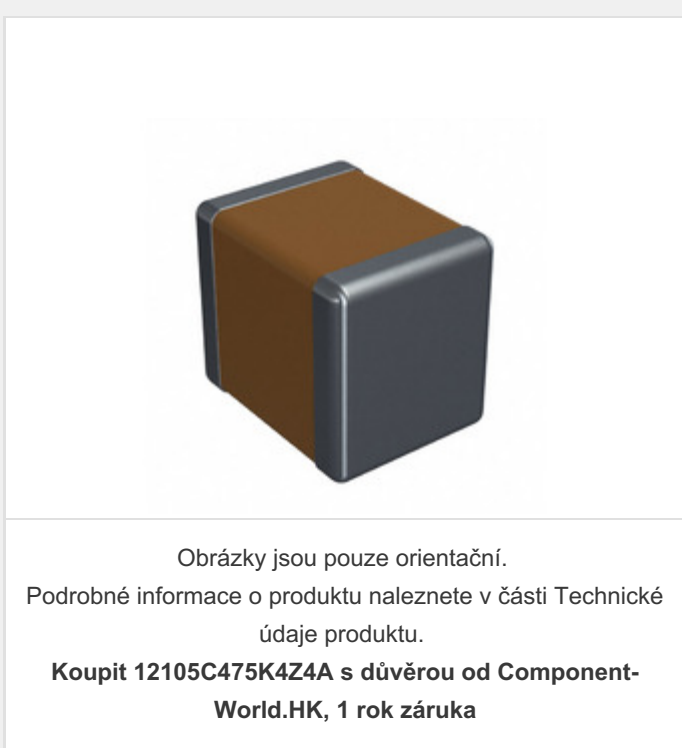 Obrázky jsou pouze orientační.
Podrobné informace o produktu naleznete v části Technické
údaje produktu.
Koupit 12105C475K4Z4A s důvěrou od Component-
World.HK, 1 rok záruka